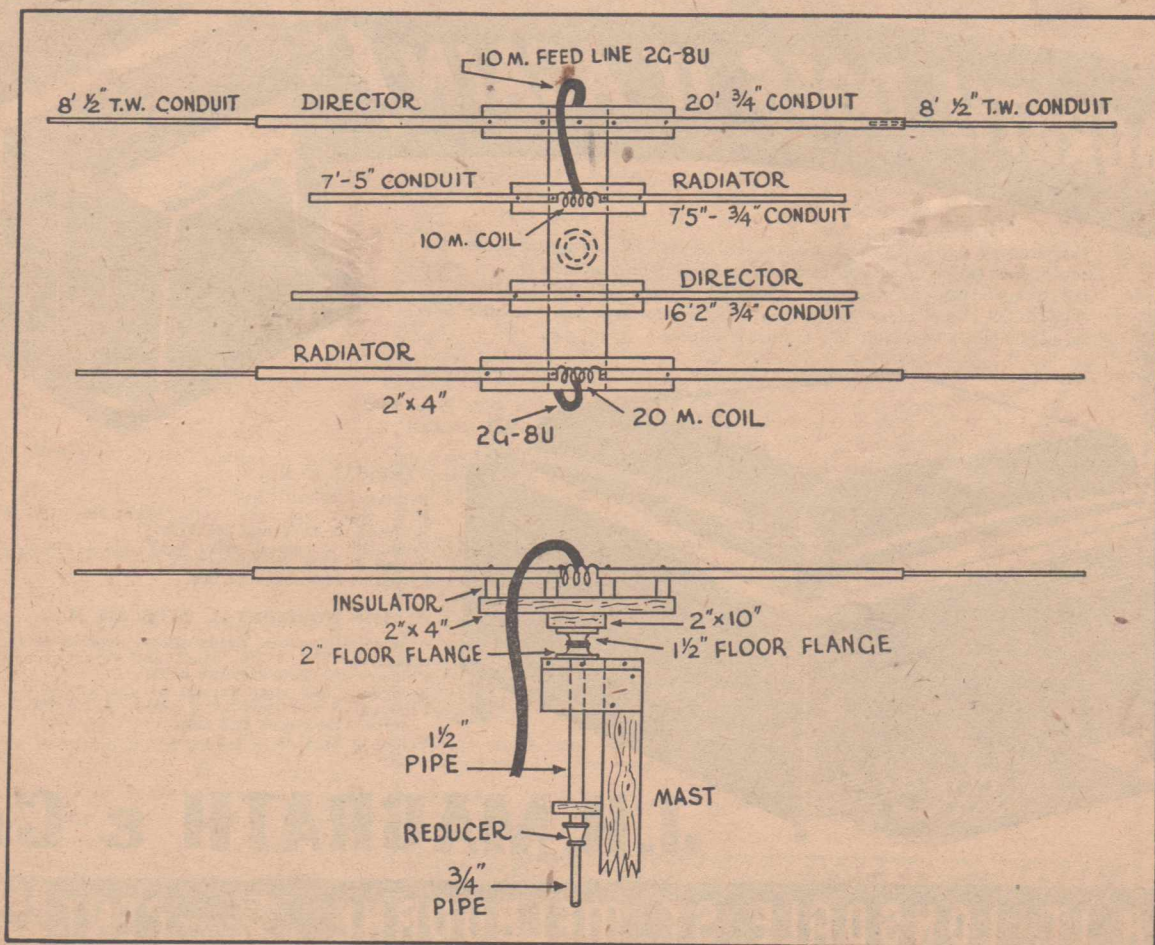 10 M. FEED LINE 2G-8U
8' ½" T.W. CONDUIT
DIRECTOR
20' ¾" CONDUIT
8' ½" T.W. CONDUIT
7'-5" CONDUIT
RADIATOR
7'5"- ¾" CONDUIT
10 M. COIL
DIRECTOR
16'2" ¾" CONDUIT
RADIATOR
2"x4"
2G-8U
20 M. COIL
INSULATOR
2"x4"
2"x10"
2" FLOOR FLANGE
1½" FLOOR FLANGE
1½"
PIPE
MAST
REDUCER
¾"
PIPE